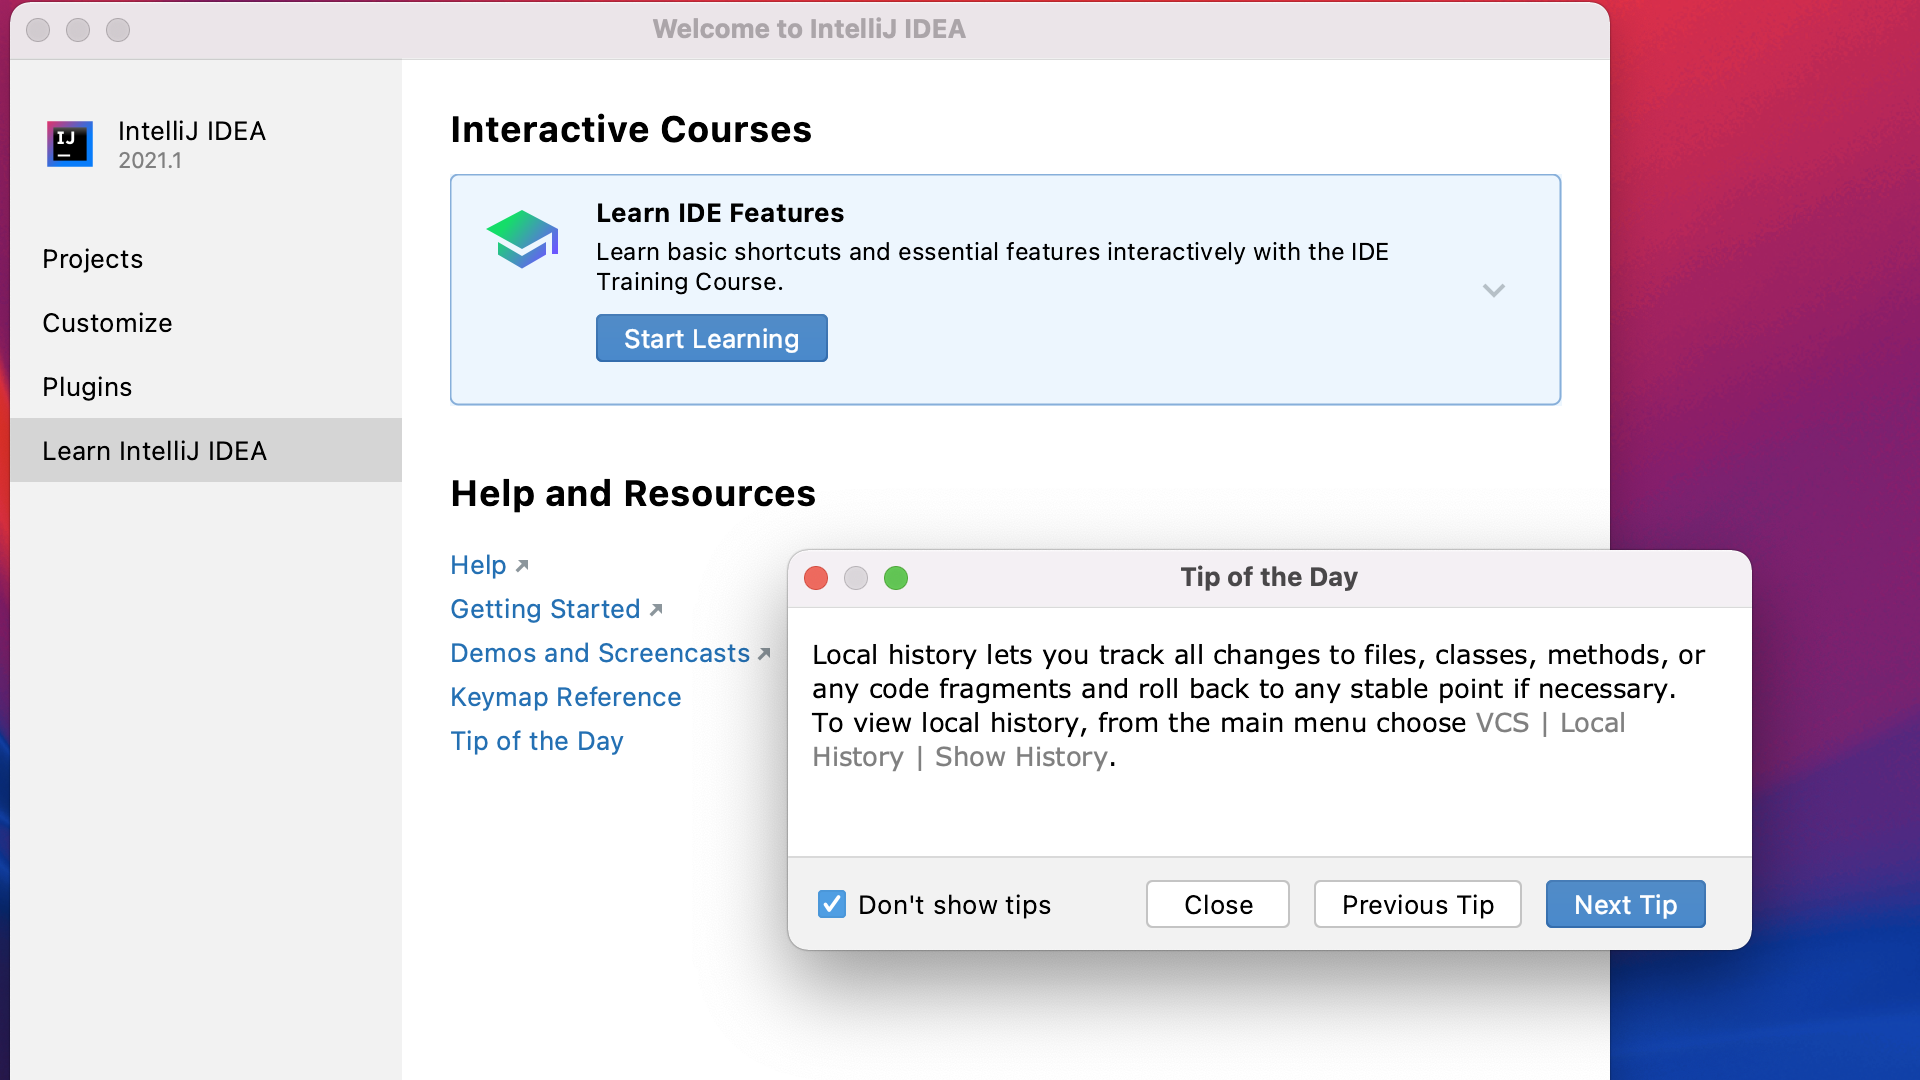 Welcome to IntelliJ IDEA
IJ
IntelliJ IDEA
2021.1
Projects
Customize
Plugins
Learn IntelliJ IDEA
Interactive Courses
Learn IDE Features
Learn basic shortcuts and essential features interactively with the IDE
Training Course.
Start Learning
Help and Resources
Help
Getting Started
Demos and Screencasts
Keymap Reference
Tip of the Day
Tip of the Day
Local history lets you track all changes to files, classes, methods, or
any code fragments and roll back to any stable point if necessary.
To view local history, from the main menu choose VCS | Local
History | Show History.
Don't show tips
Close
Previous Tip
Next Tip